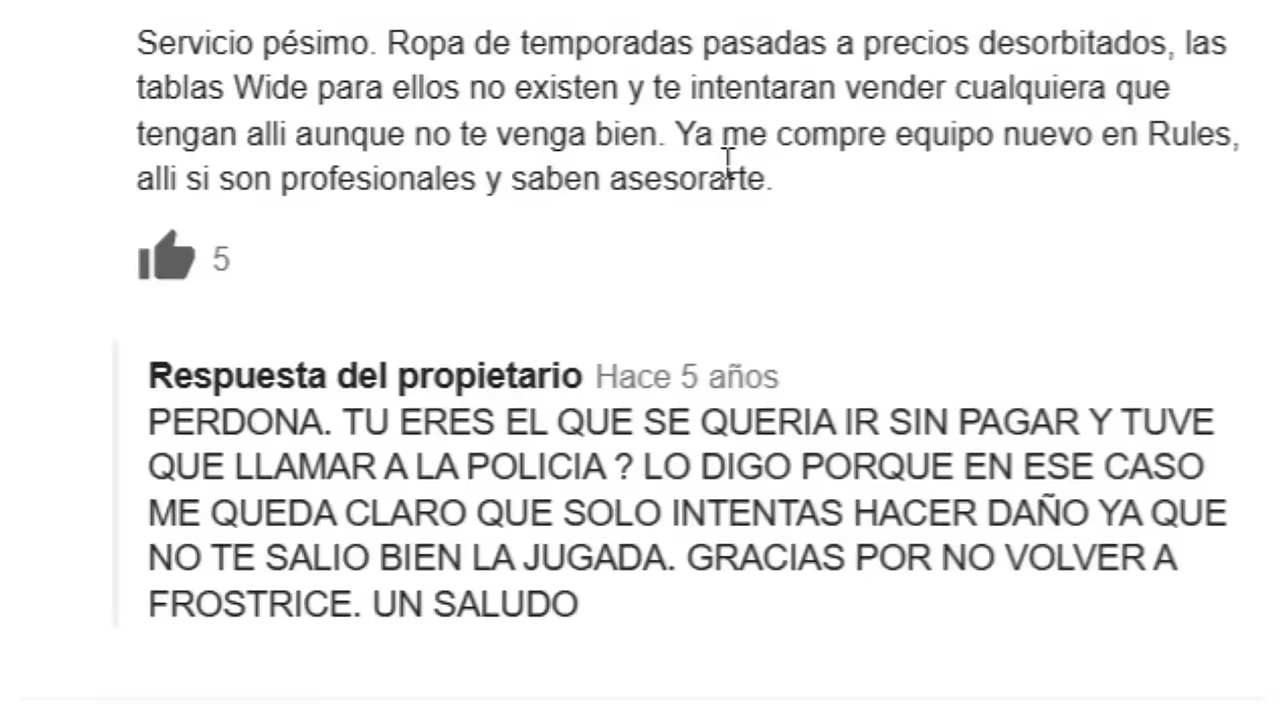 Servicio pésimo. Ropa de temporadas pasadas a precios desorbitados, las
tablas Wide para ellos no existen y te intentaran vender cualquiera que
tengan alli aunque no te venga bien. Ya me compre equipo nuevo en Rules,
alli si son profesionales y saben asesorarte.
5
Respuesta del propietario Hace 5 años
PERDONA. TU ERES EL QUE SE QUERIA IR SIN PAGAR Y TUVE
QUE LLAMAR A LA POLICIA ? LO DIGO PORQUE EN ESE CASO
ME QUEDA CLARO QUE SOLO INTENTAS HACER DAÑO YA QUE
NO TE SALIO BIEN LA JUGADA. GRACIAS POR NO VOLVER A
FROSTRICE. UN SALUDO